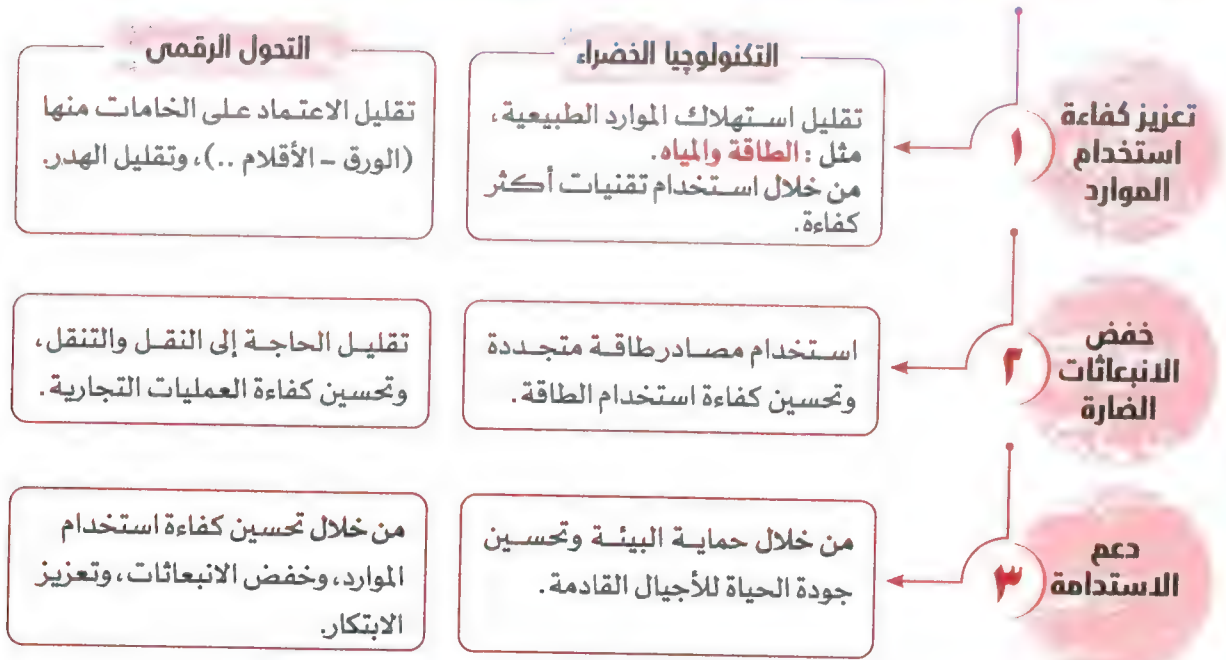 التكنولوجيا الخضراء
التحول الرقمى
تعزيز كفاءة
استخدام
الموارد
١
تقليل استهلاك الموارد الطبيعية،
مثل : الطاقة والمياه.
من خلال استخدام تقنيات أكثر
كفاءة.
تقليل الاعتماد على الخامات منها
(الورق – الأقلام ..)، وتقليل الهدر.
خفض
الانبعاثات
الضارة
٢
استخدام مصادر طاقة متجددة
وتحسين كفاءة استخدام الطاقة.
تقليل الحاجة إلى النقل والتنقل،
وتحسين كفاءة العمليات التجارية.
دعم
الاستدامة
٣
من خلال حماية البيئة وتحسين
جودة الحياة للأجيال القادمة.
من خلال تحسين كفاءة استخدام
الموارد، وخفض الانبعاثات، وتعزيز
الابتكار.